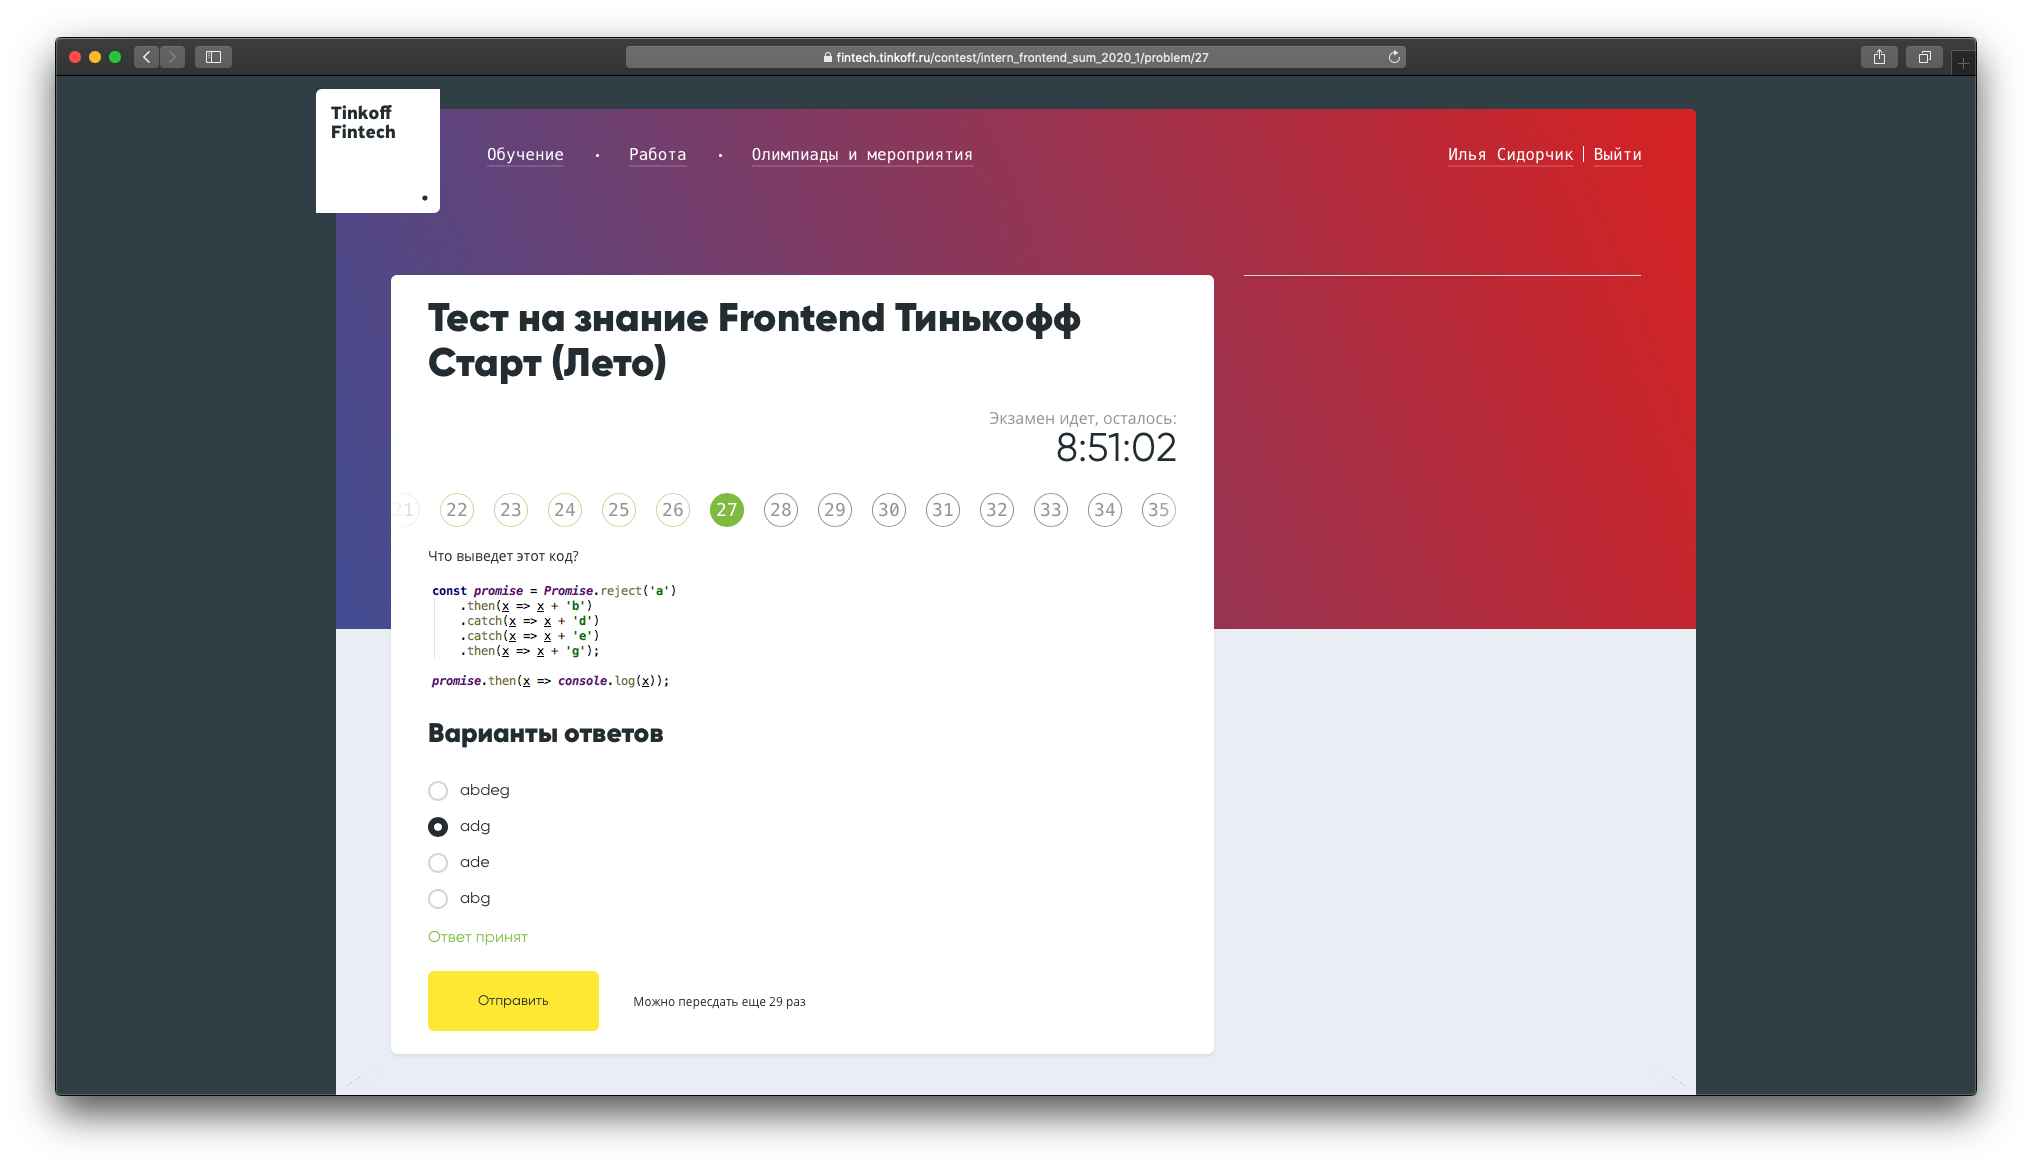 fintech.tinkoff.ru/contest/intern_frontend_sum_2020_1/problem/27
Tinkoff
Fintech
Обучение · Работа · Олимпиады и мероприятия
Илья Сидорчик | Выйти
Тест на знание Frontend Тинькофф
Старт (Лето)
Экзамен идет, осталось:
8:51:02
21 22 23 24 25 26 27 28 29 30 31 32 33 34 35
Что выведет этот код?
const promise = Promise.reject('a')
.then(x => x + 'b')
.catch(x => x + 'd')
.catch(x => x + 'e')
.then(x => x + 'g');
promise.then(x => console.log(x));
Варианты ответов
abdeg
adg
ade
abg
Ответ принят
Отправить
Можно пересдать еще 29 раз